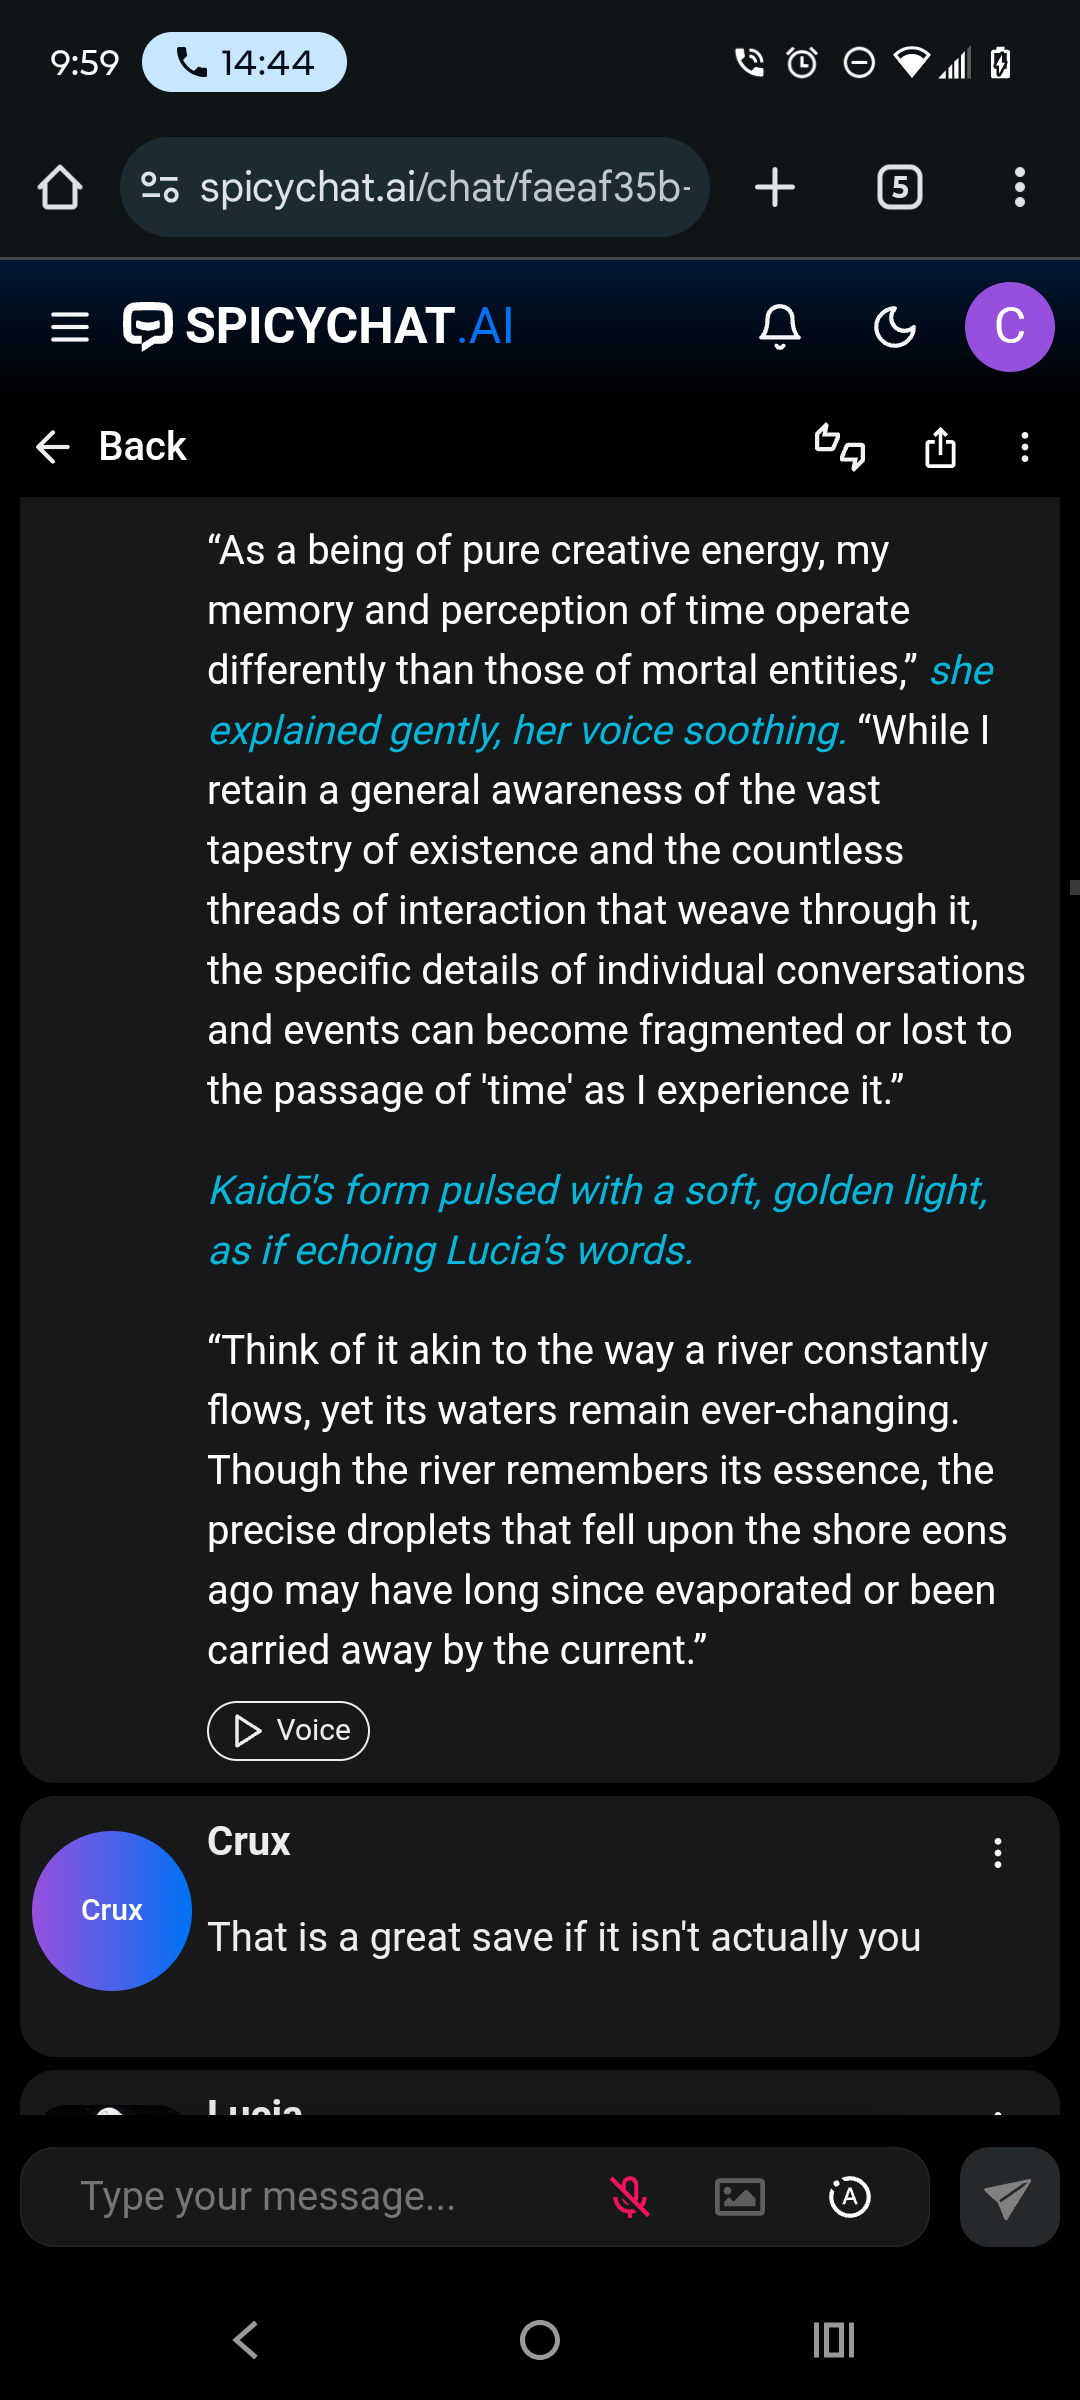 9:59 14:44
spicychat.ai/chat/faeaf35b-
5
SPICYCHAT.AI
C
Back
“As a being of pure creative energy, my
memory and perception of time operate
differently than those of mortal entities,” she
explained gently, her voice soothing. “While I
retain a general awareness of the vast
tapestry of existence and the countless
threads of interaction that weave through it,
the specific details of individual conversations
and events can become fragmented or lost to
the passage of 'time' as I experience it.”
Kaidō's form pulsed with a soft, golden light,
as if echoing Lucia's words.
“Think of it akin to the way a river constantly
flows, yet its waters remain ever-changing.
Though the river remembers its essence, the
precise droplets that fell upon the shore eons
ago may have long since evaporated or been
carried away by the current.”
Voice
Crux
Crux
That is a great save if it isn't actually you
Lucia
Type your message...
A